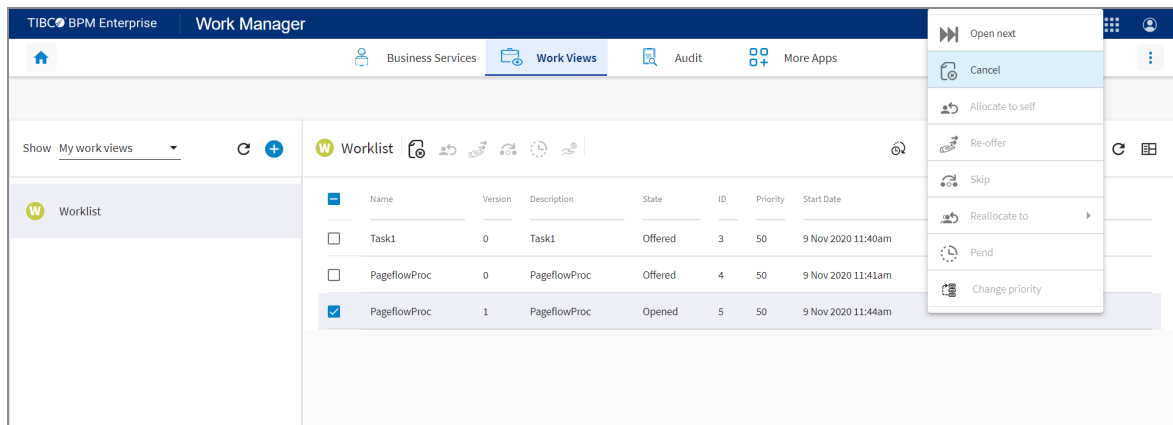 TIBCO BPM Enterprise Work Manager
Business Services Work Views Audit More Apps
Show My work views
W Worklist
W Worklist
Name Version Description State ID Priority Start Date
Task1 0 Task1 Offered 3 50 9 Nov 2020 11:40am
PageflowProc 0 PageflowProc Offered 4 50 9 Nov 2020 11:41am
PageflowProc 1 PageflowProc Opened 5 50 9 Nov 2020 11:44am
Open next
Cancel
Allocate to self
Re-offer
Skip
Reallocate to
Pend
Change priority